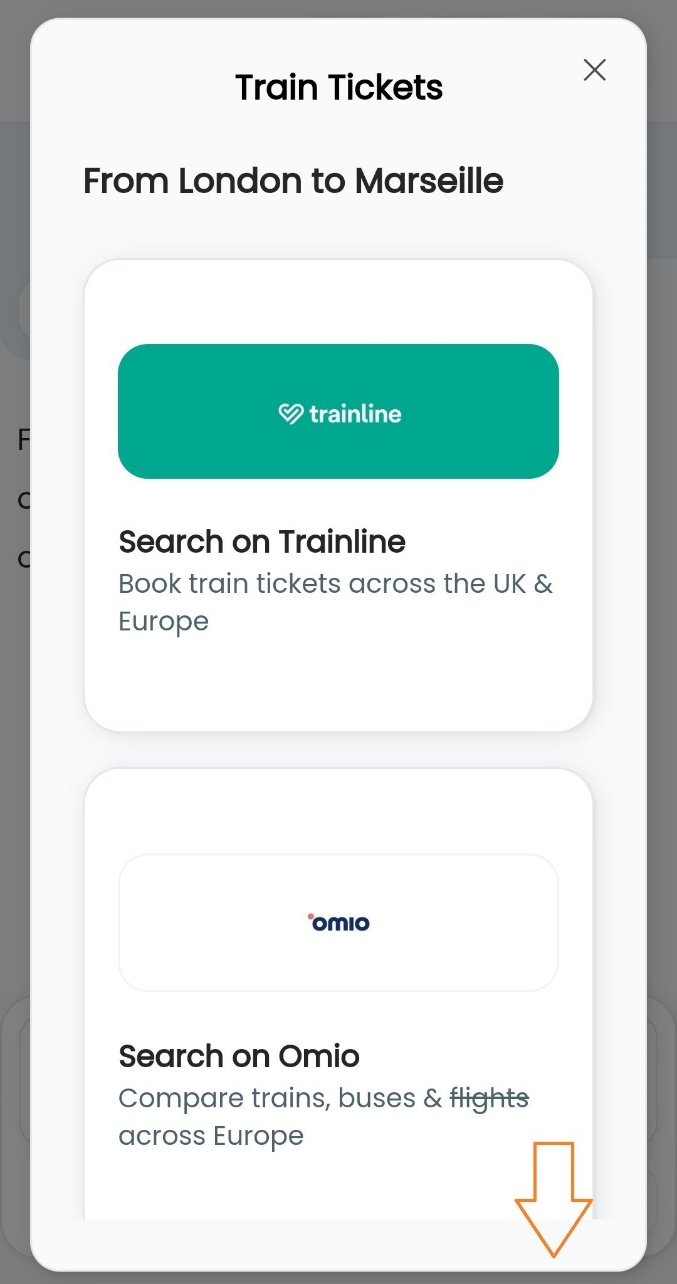 Train Tickets
From London to Marseille
trainline
Search on Trainline
Book train tickets across the UK &
Europe
omio
Search on Omio
Compare trains, buses & flights
across Europe
F
c
c